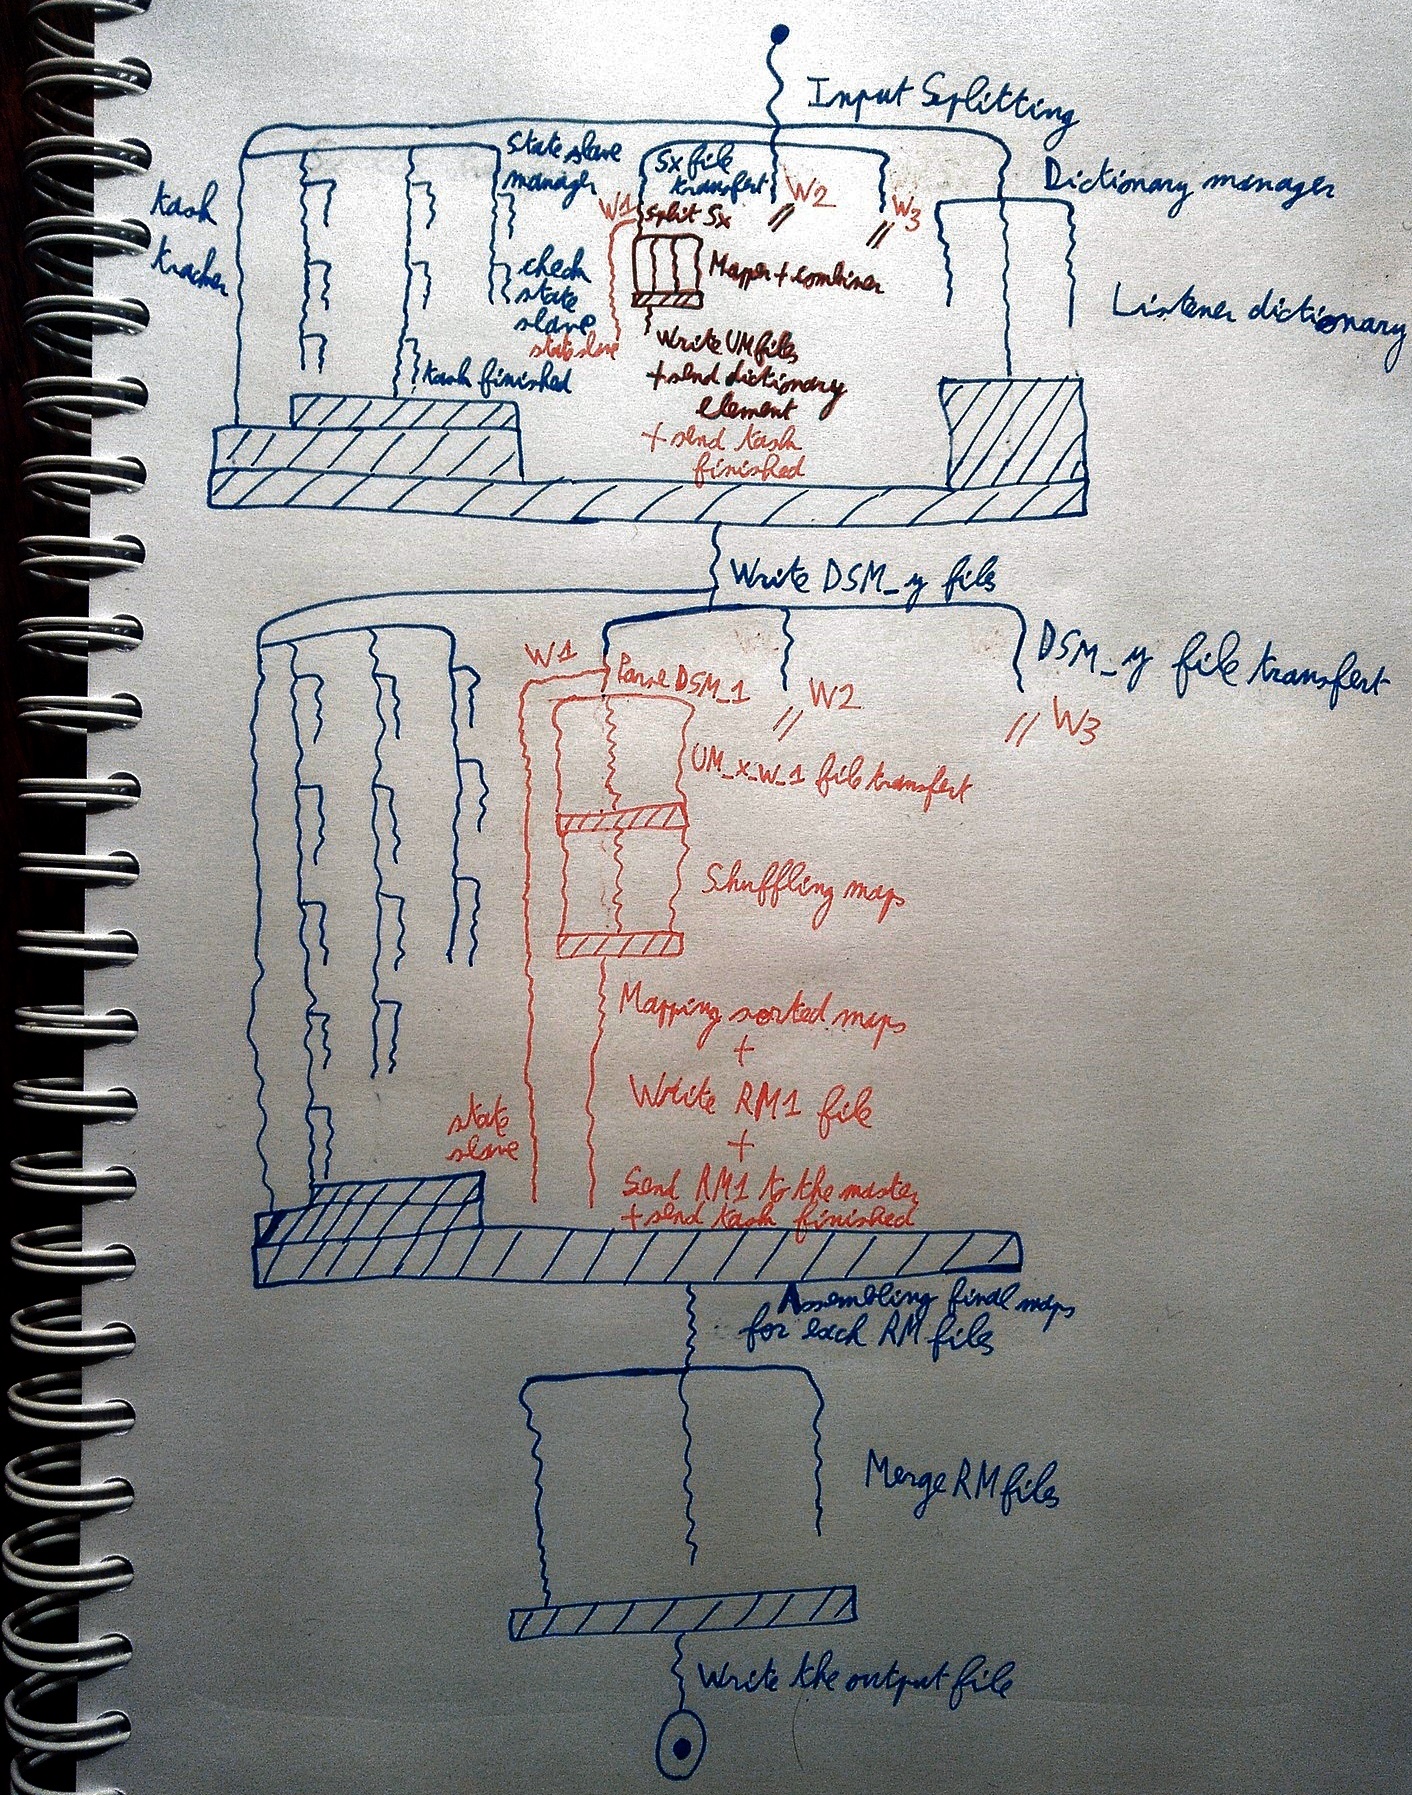 Input Splitting
State slave
manager
Sx file
transfert
W2
W3
Dictionary manager
task
tracker
W1
split Sx
check
state
slave
Mapper + combiner
Listener dictionary
state slave
Write UM files
+ send dictionary
element
task finished
+ send task
finished
Write DSM_y files
DSM_y file transfert
W1
Parse DSM_1
W2
W3
UM_x_W_1 file transfert
Shuffling maps
Mapping sorted maps
+
Write RM1 file
+
state
slave
Send RM1 to the master
+ send task finished
Assembling final maps
for each RM files
Merge RM files
Write the output file